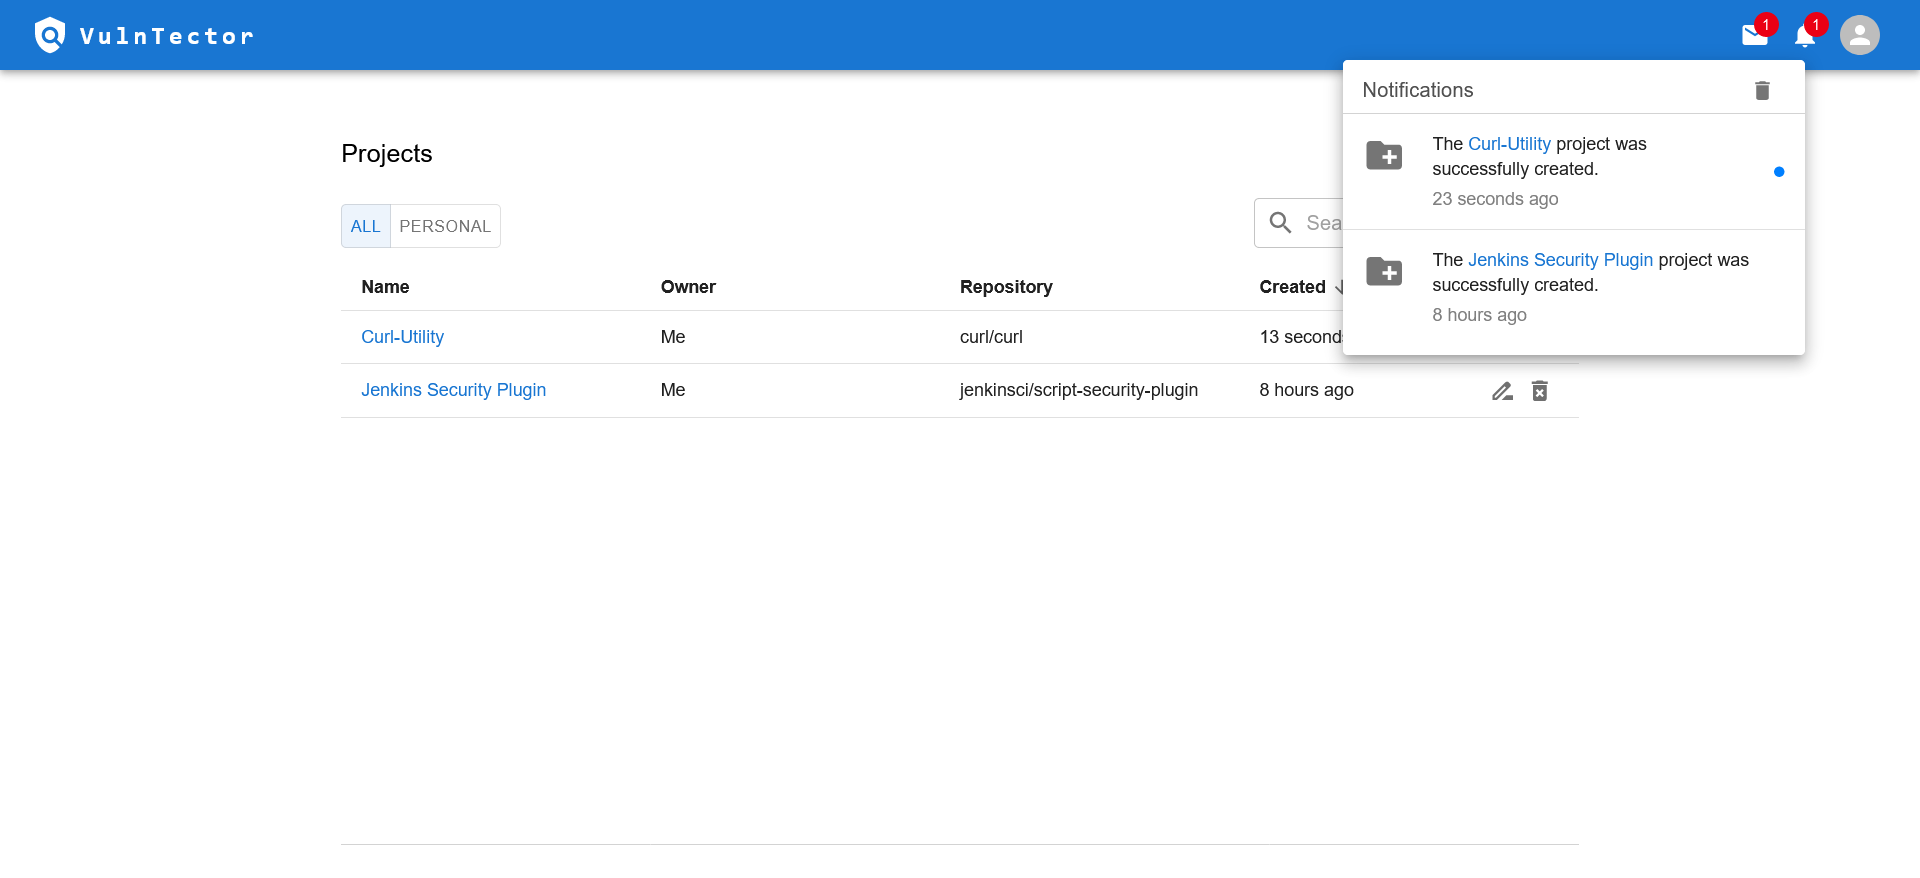 VulnTector
1
1
Notifications
The Curl-Utility project was
successfully created.
23 seconds ago
The Jenkins Security Plugin project was
successfully created.
8 hours ago
Projects
ALL PERSONAL
Sea
Name Owner Repository Created
Curl-Utility Me curl/curl 13 second
Jenkins Security Plugin Me jenkinsci/script-security-plugin 8 hours ago